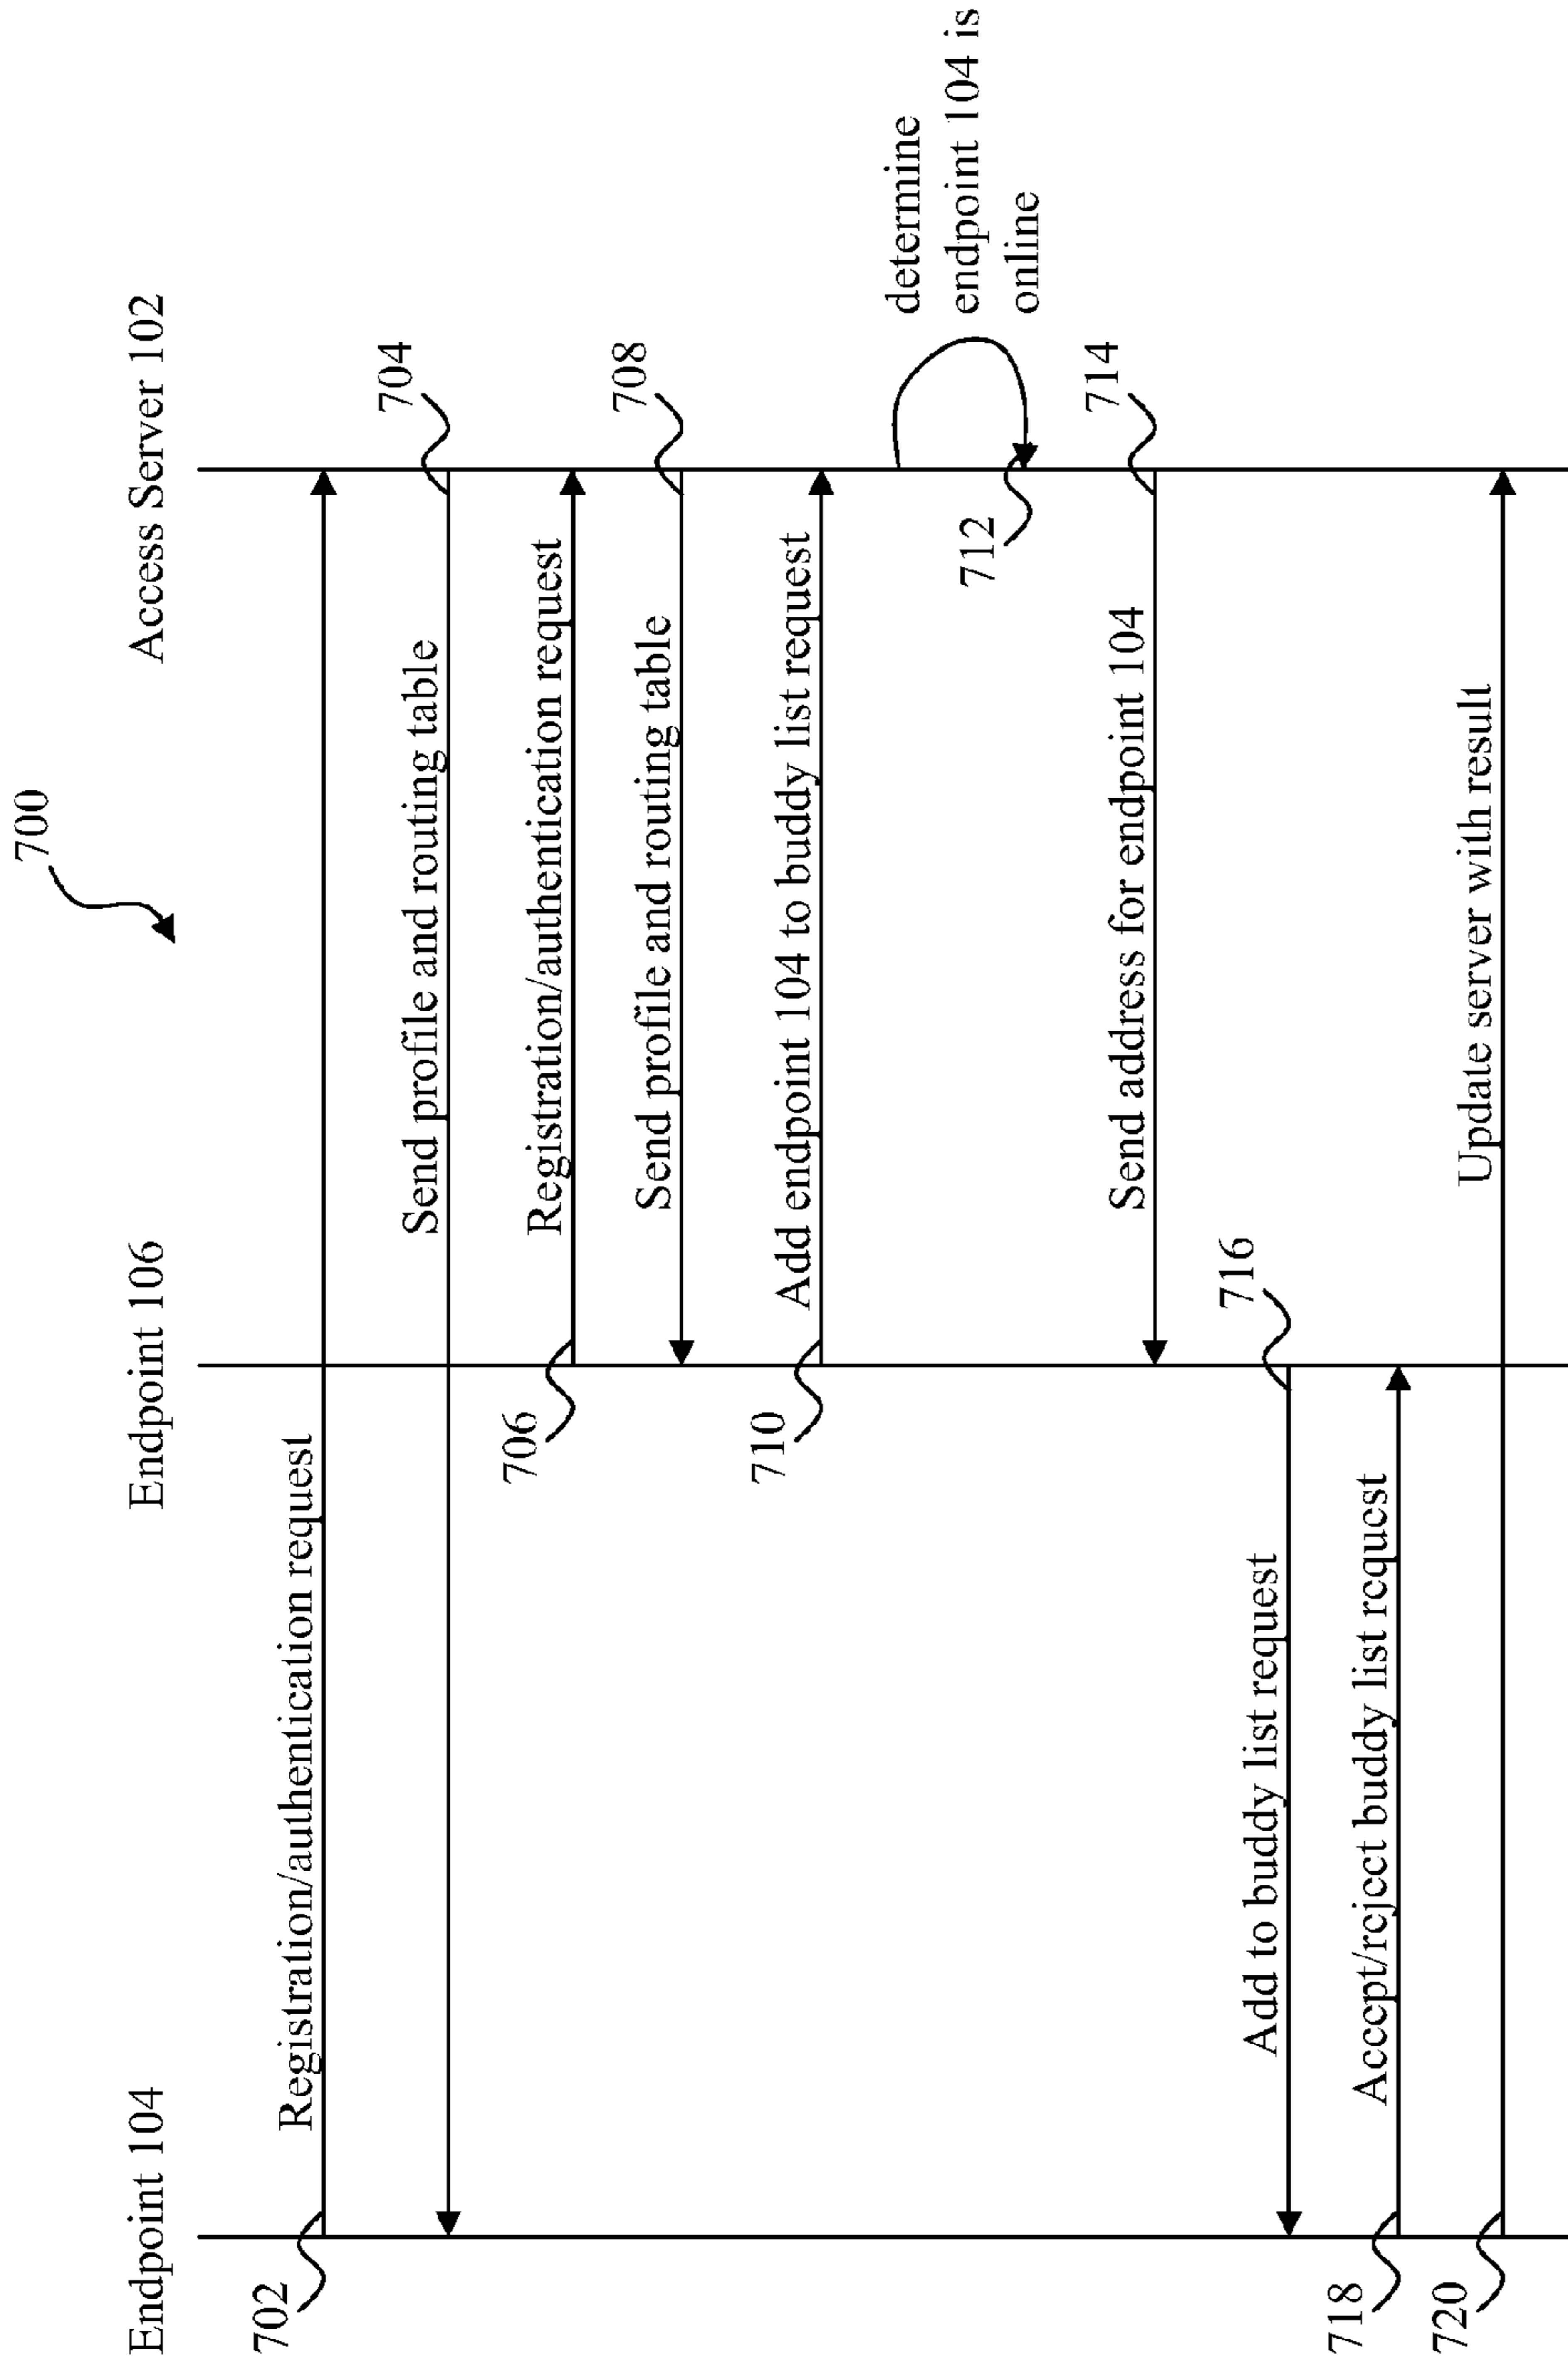 700
Endpoint 104
Endpoint 106
Access Server 102
702
Registration/authentication request
704
Send profile and routing table
706
Registration/authentication request
708
Send profile and routing table
710
Add endpoint 104 to buddy list request
determine
endpoint 104 is
online
712
714
Send address for endpoint 104
716
Add to buddy list request
718
Accept/reject buddy list request
720
Update server with result